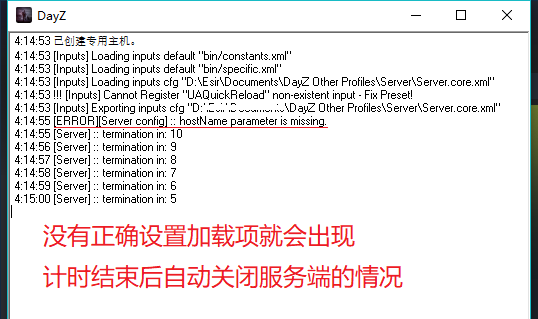 DayZ
4:14:53 已创建专用主机。
4:14:53 [Inputs] Loading inputs default "bin/constants.xml"
4:14:53 [Inputs] Loading inputs default "bin/specific.xml"
4:14:53 [Inputs] Loading inputs cfg "D:\Esir\Documents\DayZ Other Profiles\Server\Server.core.xml"
4:14:53 !!! [Inputs] Cannot Register "UAQuickReload" non-existent input - Fix Preset!
4:14:53 [Inputs] Exporting inputs cfg "D:\Esir\Documents\DayZ Other Profiles\Server\Server.core.xml"
4:14:55 [ERROR][Server config] :: hostName parameter is missing.
4:14:55 [Server] :: termination in: 10
4:14:56 [Server] :: termination in: 9
4:14:57 [Server] :: termination in: 8
4:14:58 [Server] :: termination in: 7
4:14:59 [Server] :: termination in: 6
4:15:00 [Server] :: termination in: 5
没有正确设置加载项就会出现
计时结束后自动关闭服务端的情况